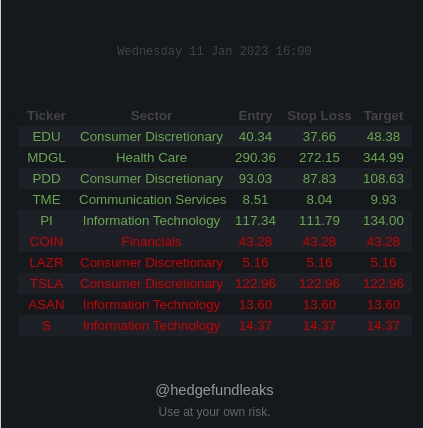 Wednesday 11 Jan 2023 16:00
Ticker Sector Entry Stop Loss Target
EDU Consumer Discretionary 40.34 37.66 48.38
MDGL Health Care 290.36 272.15 344.99
PDD Consumer Discretionary 93.03 87.83 108.63
TME Communication Services 8.51 8.04 9.93
PI Information Technology 117.34 111.79 134.00
COIN Financials 43.28 43.28 43.28
LAZR Consumer Discretionary 5.16 5.16 5.16
TSLA Consumer Discretionary 122.96 122.96 122.96
ASAN Information Technology 13.60 13.60 13.60
S Information Technology 14.37 14.37 14.37
@hedgefundleaks
Use at your own risk.